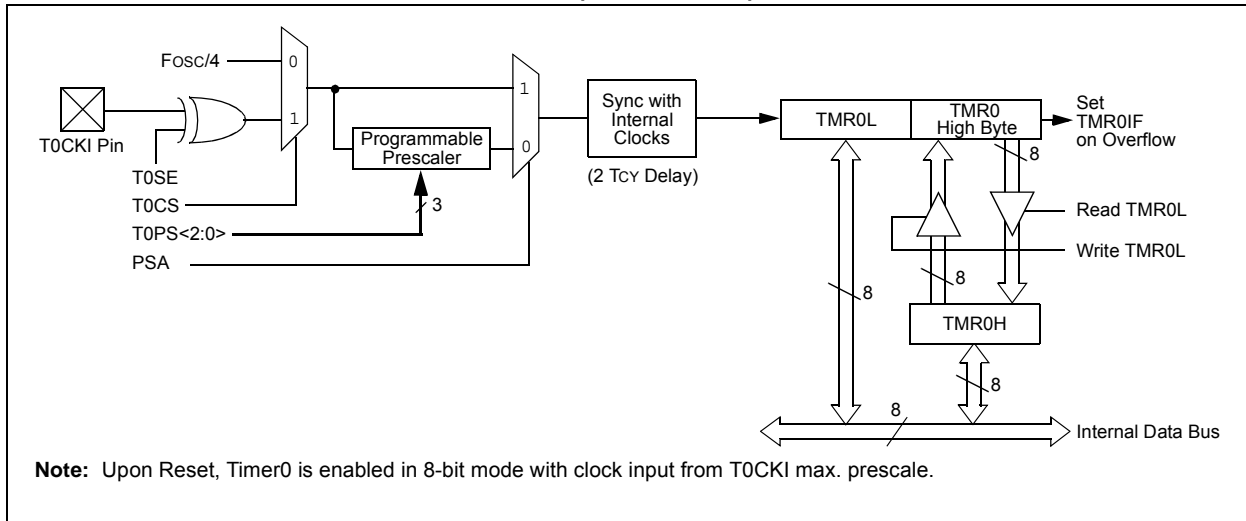 FOSC/4
0
1
T0CKI Pin
T0SE
T0CS
T0PS<2:0>
PSA
Programmable
Prescaler
3
1
0
Sync with
Internal
Clocks
(2 TCY Delay)
TMR0L
TMR0
High Byte
Set
TMR0IF
on Overflow
8
Read TMR0L
Write TMR0L
8
8
TMR0H
8
8
Internal Data Bus
Note: Upon Reset, Timer0 is enabled in 8-bit mode with clock input from T0CKI max. prescale.